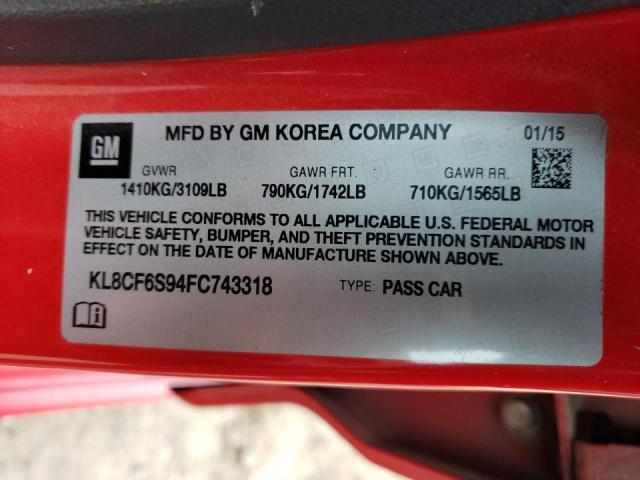 GM MFD BY GM KOREA COMPANY 01/15
GVWR GAWR FRT. GAWR RR.
1410KG/3109LB 790KG/1742LB 710KG/1565LB
THIS VEHICLE CONFORMS TO ALL APPLICABLE U.S. FEDERAL MOTOR
VEHICLE SAFETY, BUMPER, AND THEFT PREVENTION STANDARDS IN
EFFECT ON THE DATE OF MANUFACTURE SHOWN ABOVE.
KL8CF6S94FC743318 TYPE: PASS CAR